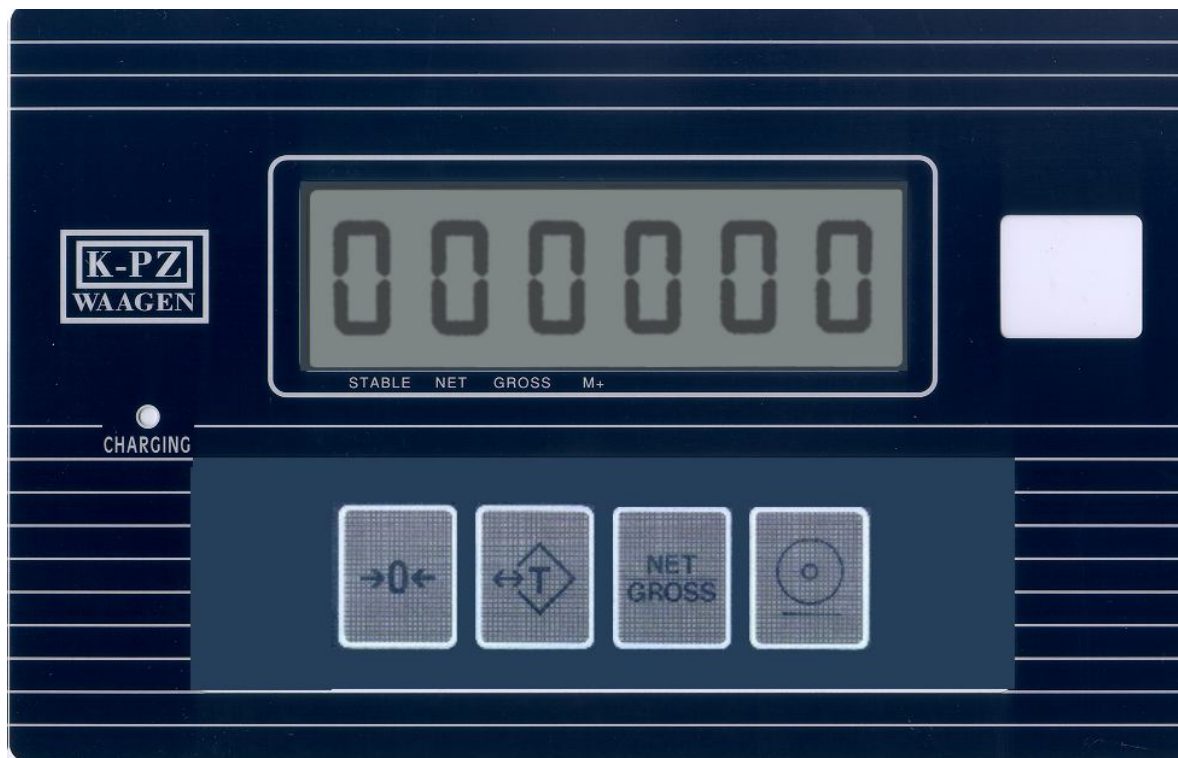 000000
K-PZ
WAAGEN
STABLE NET GROSS M+
CHARGING
→0← ↔T NET
GROSS